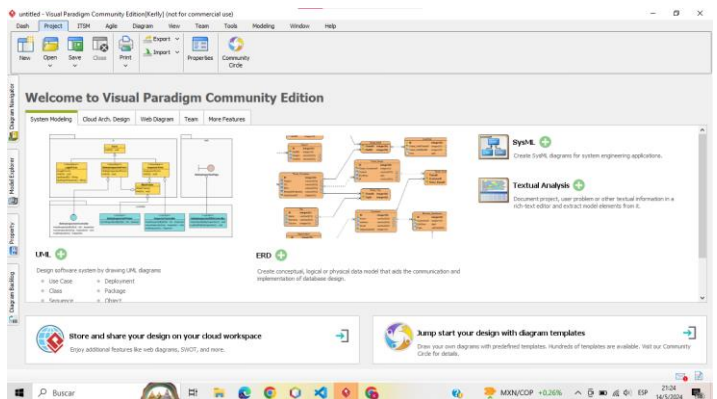 untitled - Visual Paradigm Community Edition[Kerlly] (not for commercial use)
Dash Project ITSM Agile Diagram View Team Tools Modeling Window Help
New Open Save Close Print Export Import Properties Community Circle
Diagram Navigator
Model Explorer
Property
Diagram Backlog
Welcome to Visual Paradigm Community Edition
System Modeling Cloud Arch. Design Web Diagram Team More Features
UML
Design software system by drawing UML diagrams
Use Case Deployment
Class Package
Sequence Object
ERD
Create conceptual, logical or physical data model that aids the communication and
implementation of database design.
SysML
Create SysML diagrams for system engineering applications.
Textual Analysis
Document project, user problem or other textual information in a
rich-text editor and extract model elements from it.
Store and share your design on your cloud workspace
Enjoy additional features like web diagrams, SWOT, and more.
Jump start your design with diagram templates
Draw your own diagrams with predefined templates. Hundreds of templates are available. Visit our Community
Circle for details.
Buscar
MXN/COP +0.26%
ESP
21:24
14/5/2024